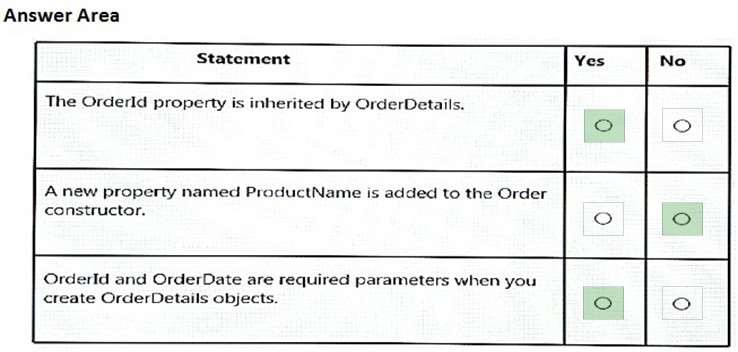 Answer Area
Statement Yes No
The OrderId property is inherited by OrderDetails.
A new property named ProductName is added to the Order
constructor.
OrderId and OrderDate are required parameters when you
create OrderDetails objects.